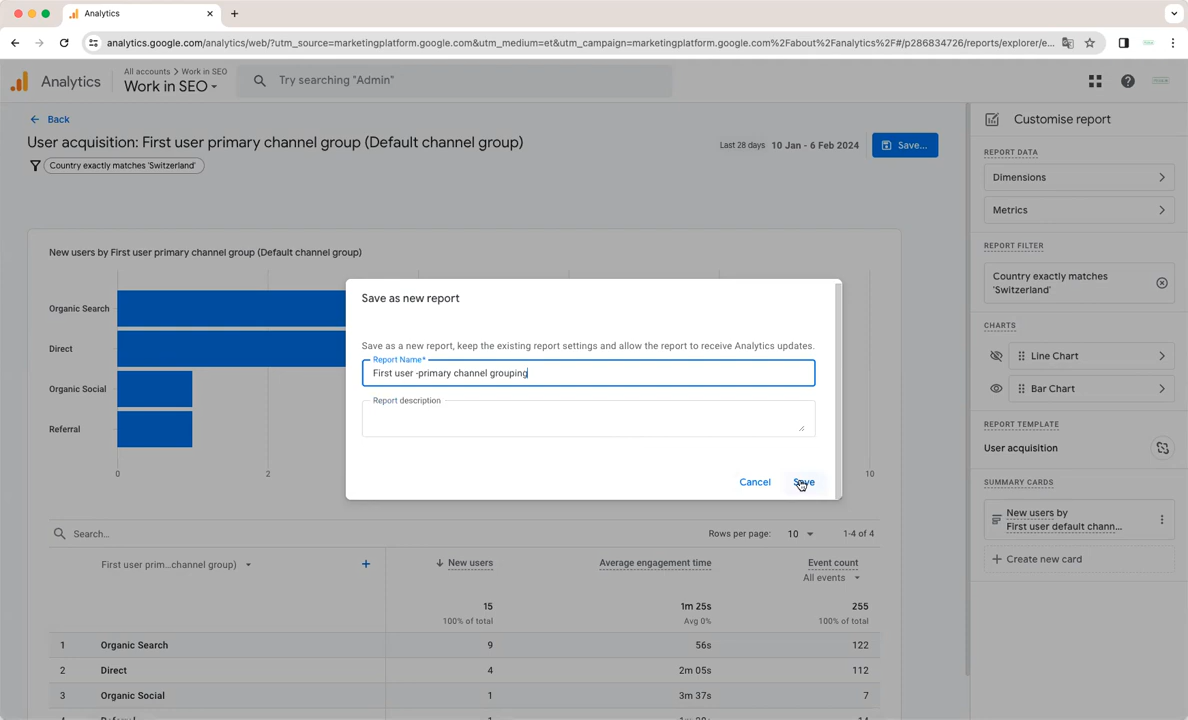 Analytics
analytics.google.com/analytics/web/?utm_source=marketingplatform.google.com&utm_medium=et&utm_campaign=marketingplatform.google.com%2Fabout%2Fanalytics%2F#/p286834726/reports/explorer/e...
Analytics
All accounts > Work in SEO
Work in SEO
Try searching "Admin"
Back
User acquisition: First user primary channel group (Default channel group)
Last 28 days 10 Jan - 6 Feb 2024
Save...
Country exactly matches 'Switzerland'
New users by First user primary channel group (Default channel group)
Organic Search
Direct
Organic Social
Referral
0
2
10
Save as new report
Save as a new report, keep the existing report settings and allow the report to receive Analytics updates.
Report Name*
First user -primary channel grouping
Report description
Cancel
Save
Search...
Rows per page: 10
1-4 of 4
First user prim...channel group)
New users
Average engagement time
Event count
All events
15
1m 25s
255
100% of total
Avg 0%
100% of total
1 Organic Search 9 56s 122
2 Direct 4 2m 05s 112
3 Organic Social 1 3m 37s 7
Customise report
REPORT DATA
Dimensions
Metrics
REPORT FILTER
Country exactly matches
'Switzerland'
CHARTS
Line Chart
Bar Chart
REPORT TEMPLATE
User acquisition
SUMMARY CARDS
New users by
First user default chann...
Create new card